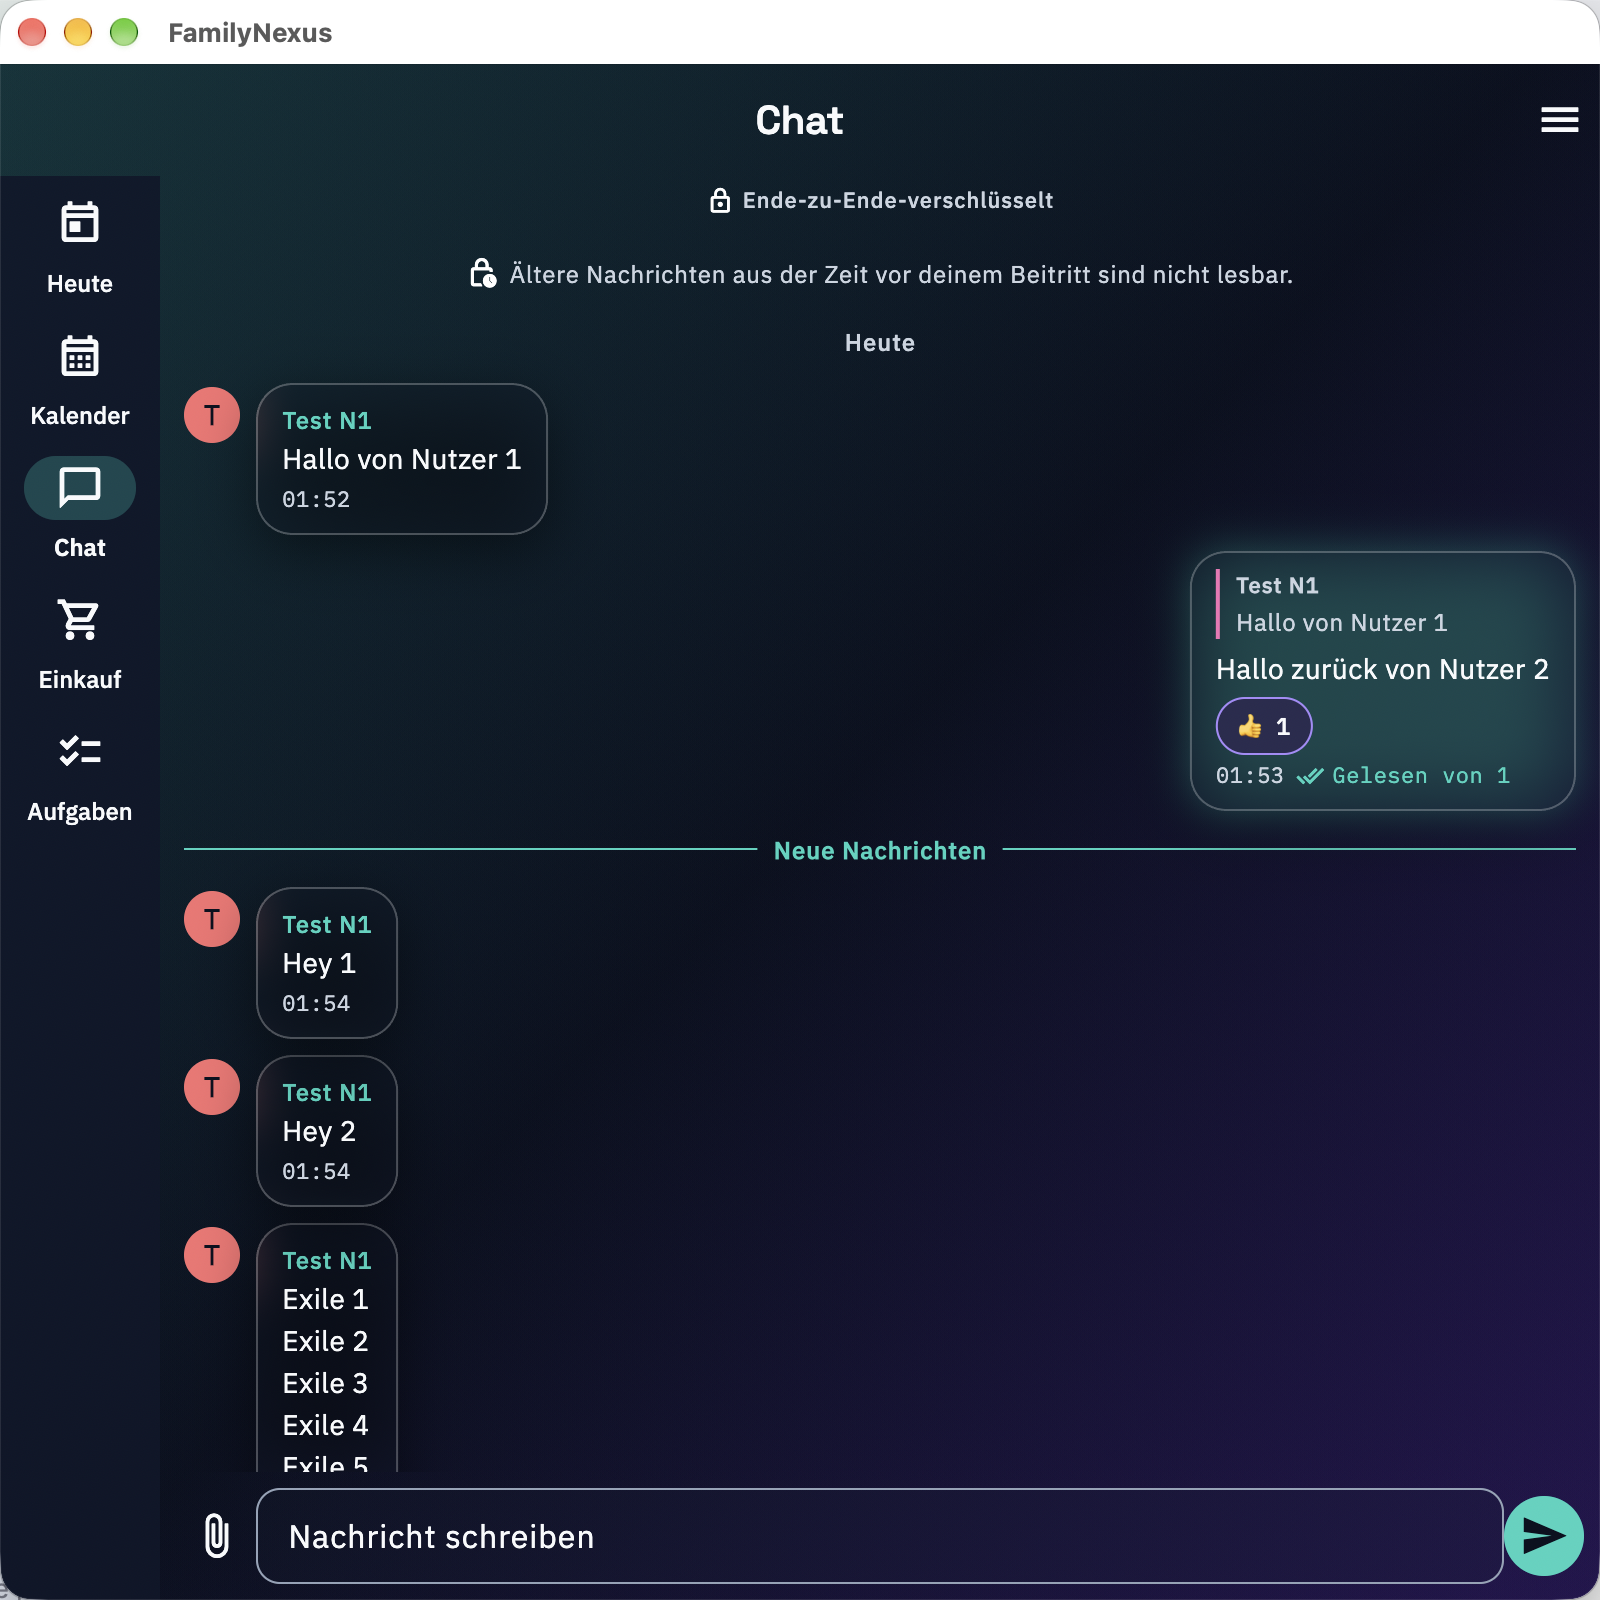 FamilyNexus
Chat
Ende-zu-Ende-verschlüsselt
Ältere Nachrichten aus der Zeit vor deinem Beitritt sind nicht lesbar.
Heute
Heute
Kalender
Chat
Einkauf
Aufgaben
T
Test N1
Hallo von Nutzer 1
01:52
Test N1
Hallo von Nutzer 1
Hallo zurück von Nutzer 2
👍 1
01:53 Gelesen von 1
Neue Nachrichten
T
Test N1
Hey 1
01:54
T
Test N1
Hey 2
01:54
T
Test N1
Exile 1
Exile 2
Exile 3
Exile 4
Exile 5
Nachricht schreiben